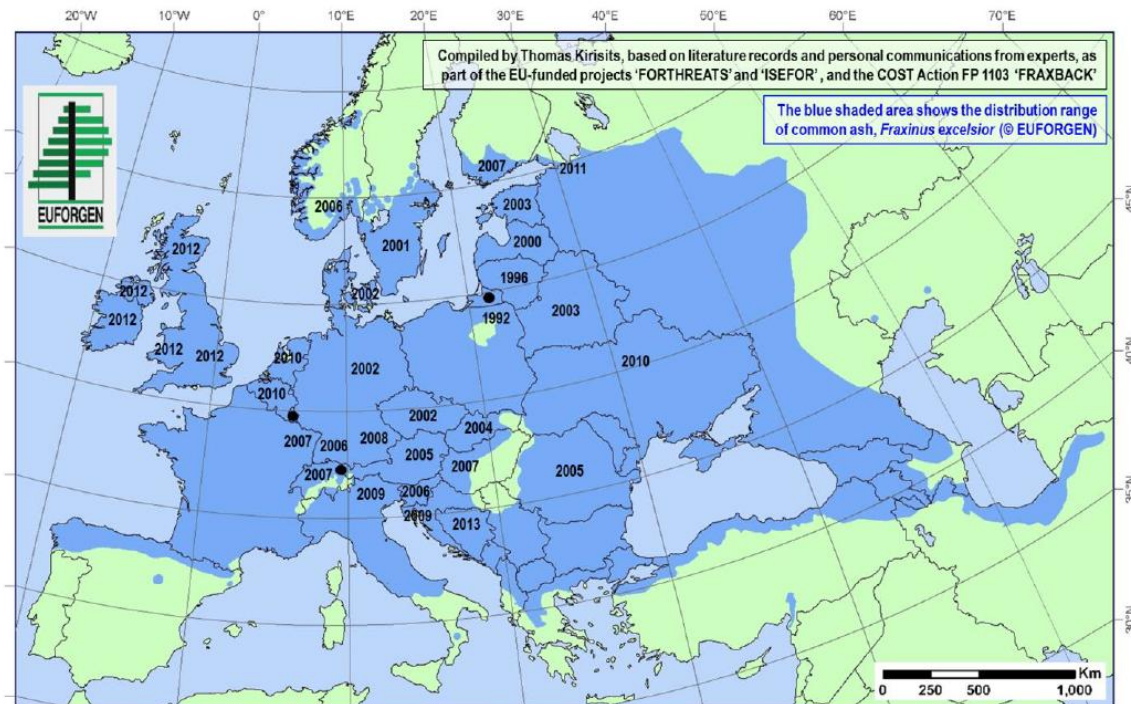 20°W 10°W 0° 10°E 20°E 30°E 40°E 50°E 60°E 70°E
Compiled by Thomas Kirisits, based on literature records and personal communications from experts, as
part of the EU-funded projects ‘FORTHREATS’ and ‘ISEFOR’, and the COST Action FP 1103 ‘FRAXBACK’
The blue shaded area shows the distribution range
of common ash, Fraxinus excelsior (© EUFORGEN)
EUFORGEN
2007
2011
45°N
2006
2003
2012
2001
2000
1996
2012
2002
2012
1992
2003
2012
2012
2010
2010
40°N
2002
2010
2002
2004
2007
2006
2008
2005
2007
2007
2005
2009
2006
35°N
2009
2013
30°N
Km
0 250 500 1,000